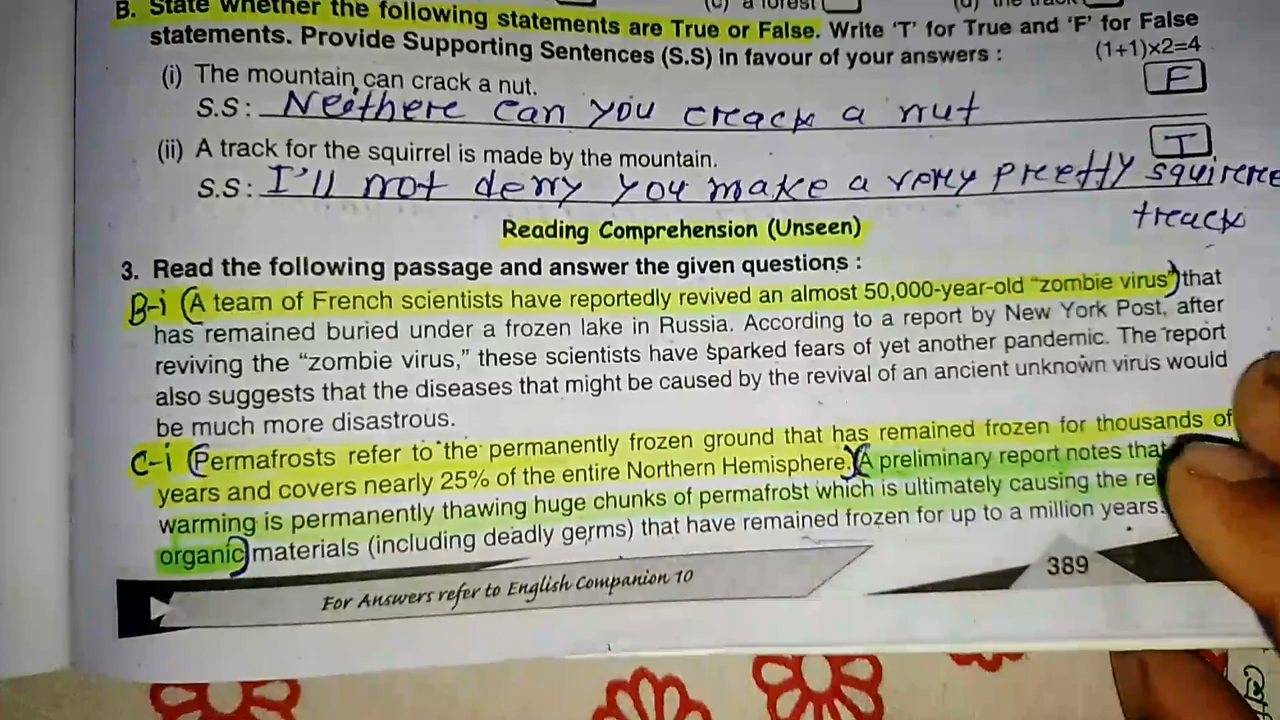 (c) a forest (d) the track
B. State whether the following statements are True or False. Write 'T' for True and 'F' for False
statements. Provide Supporting Sentences (S.S) in favour of your answers : (1+1)×2=4
(i) The mountain can crack a nut. F
S.S: Neethere can you creack a nut
(ii) A track for the squirrel is made by the mountain. T
S.S: I'll not deny you make a very preetty squirere
treack
Reading Comprehension (Unseen)
3. Read the following passage and answer the given questions :
B-i (A team of French scientists have reportedly revived an almost 50,000-year-old "zombie virus") that
has remained buried under a frozen lake in Russia. According to a report by New York Post, after
reviving the "zombie virus," these scientists have sparked fears of yet another pandemic. The report
also suggests that the diseases that might be caused by the revival of an ancient unknown virus would
be much more disastrous.
C-i (Permafrosts refer to the permanently frozen ground that has remained frozen for thousands of
years and covers nearly 25% of the entire Northern Hemisphere.) (A preliminary report notes that
warming is permanently thawing huge chunks of permafrost which is ultimately causing the re
organic) materials (including deadly germs) that have remained frozen for up to a million years.
For Answers refer to English Companion 10
389